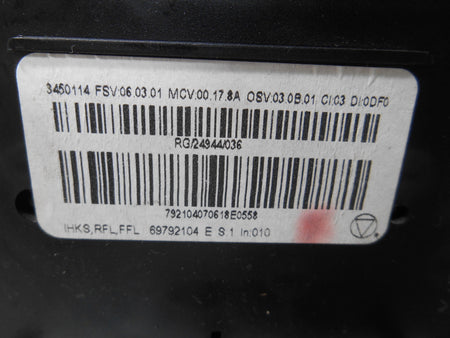 3450114 FSV:06.03.01 MCV:00.17.8A OSV:03.0B.01 CI:03 DI:0DF0
RG/24944/036
792104070618E0558
IHKS,RFL,FFL 69792104 E S:1 In:010